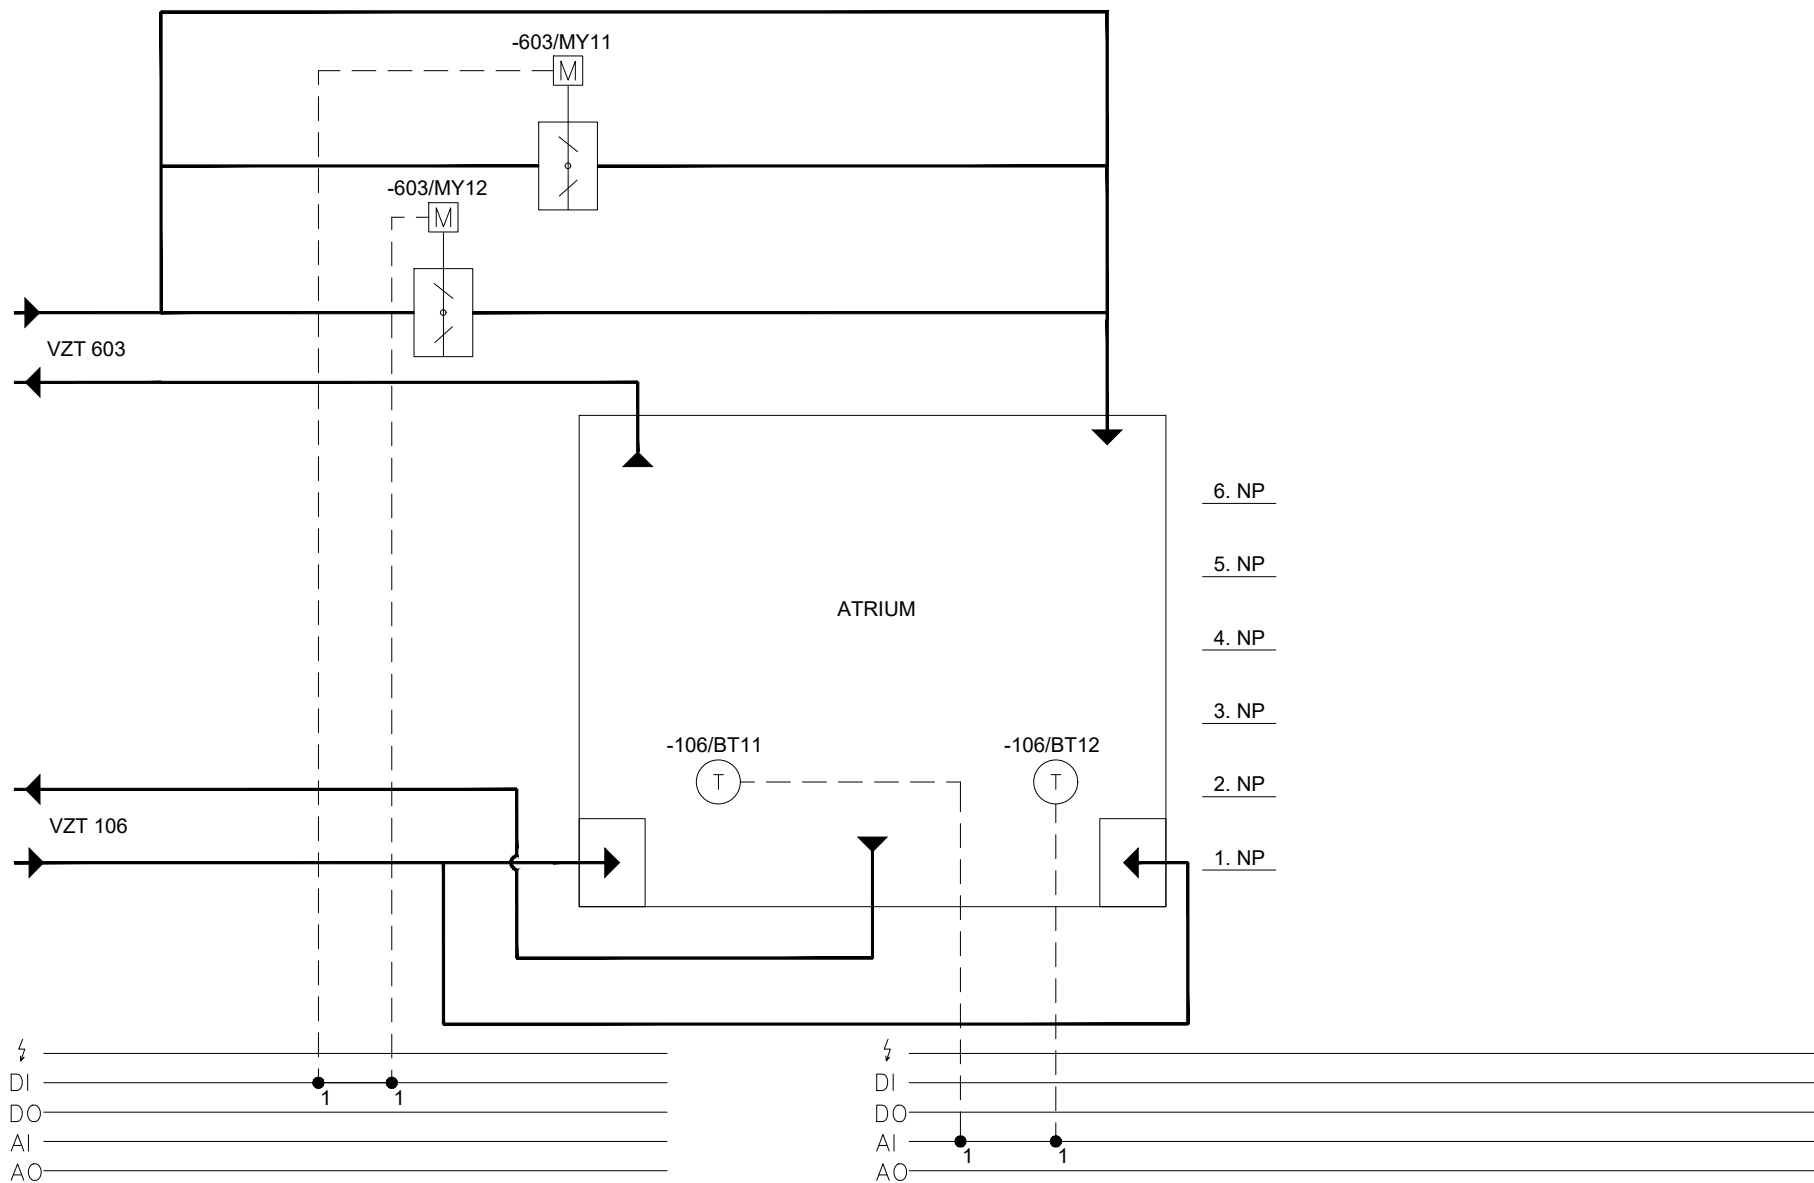 -603/MY11
M
-603/MY12
M
VZT 603
6. NP
5. NP
ATRIUM
4. NP
3. NP
-106/BT11
-106/BT12
T
T
2. NP
VZT 106
1. NP
DI
1
1
DO
AI
AO
DI
DO
AI
1
1
AO